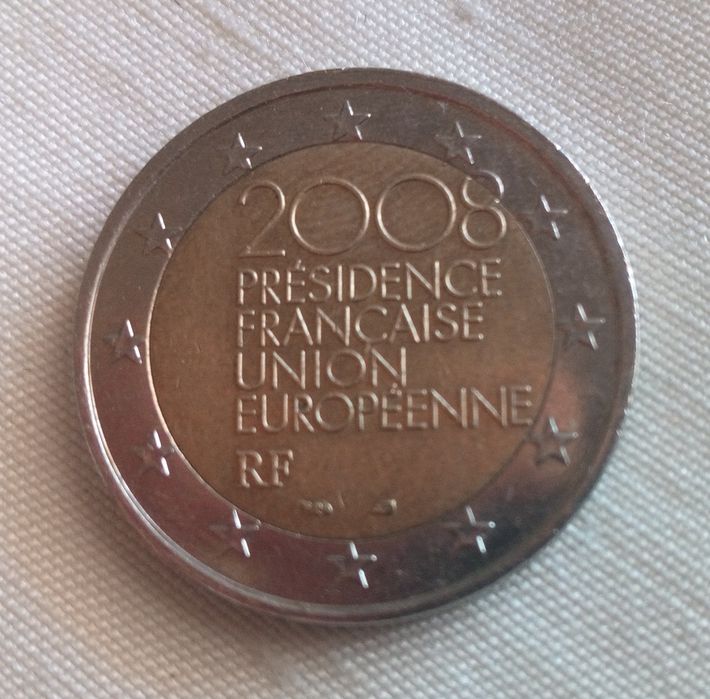 2008
PRÉSIDENCE
FRANÇAISE
UNION
EUROPÉENNE
RF